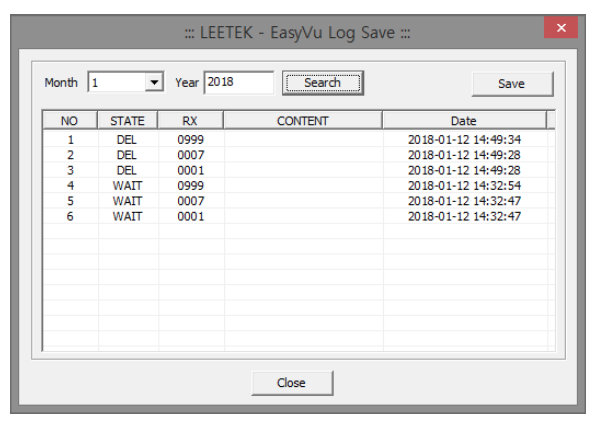 ::: LEETEK - EasyVu Log Save :::
Month 1 Year 2018 Search Save
NO STATE RX CONTENT Date
1 DEL 0999 2018-01-12 14:49:34
2 DEL 0007 2018-01-12 14:49:28
3 DEL 0001 2018-01-12 14:49:28
4 WAIT 0999 2018-01-12 14:32:54
5 WAIT 0007 2018-01-12 14:32:47
6 WAIT 0001 2018-01-12 14:32:47
Close